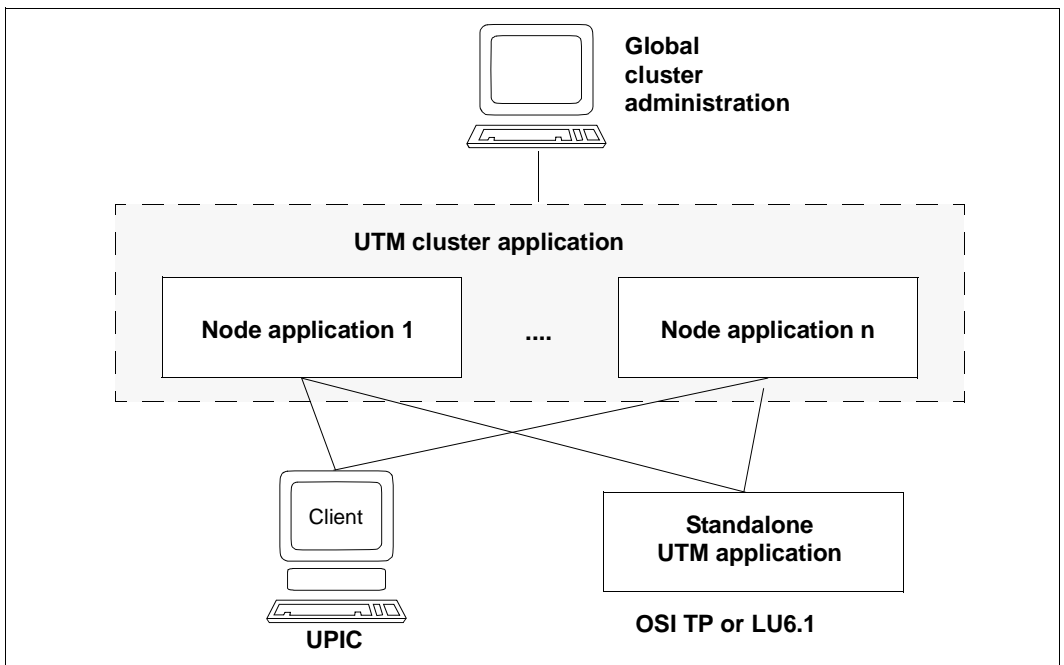 Global
cluster
administration
UTM cluster application
Node application 1
....
Node application n
Client
Standalone
UTM application
UPIC
OSI TP or LU6.1